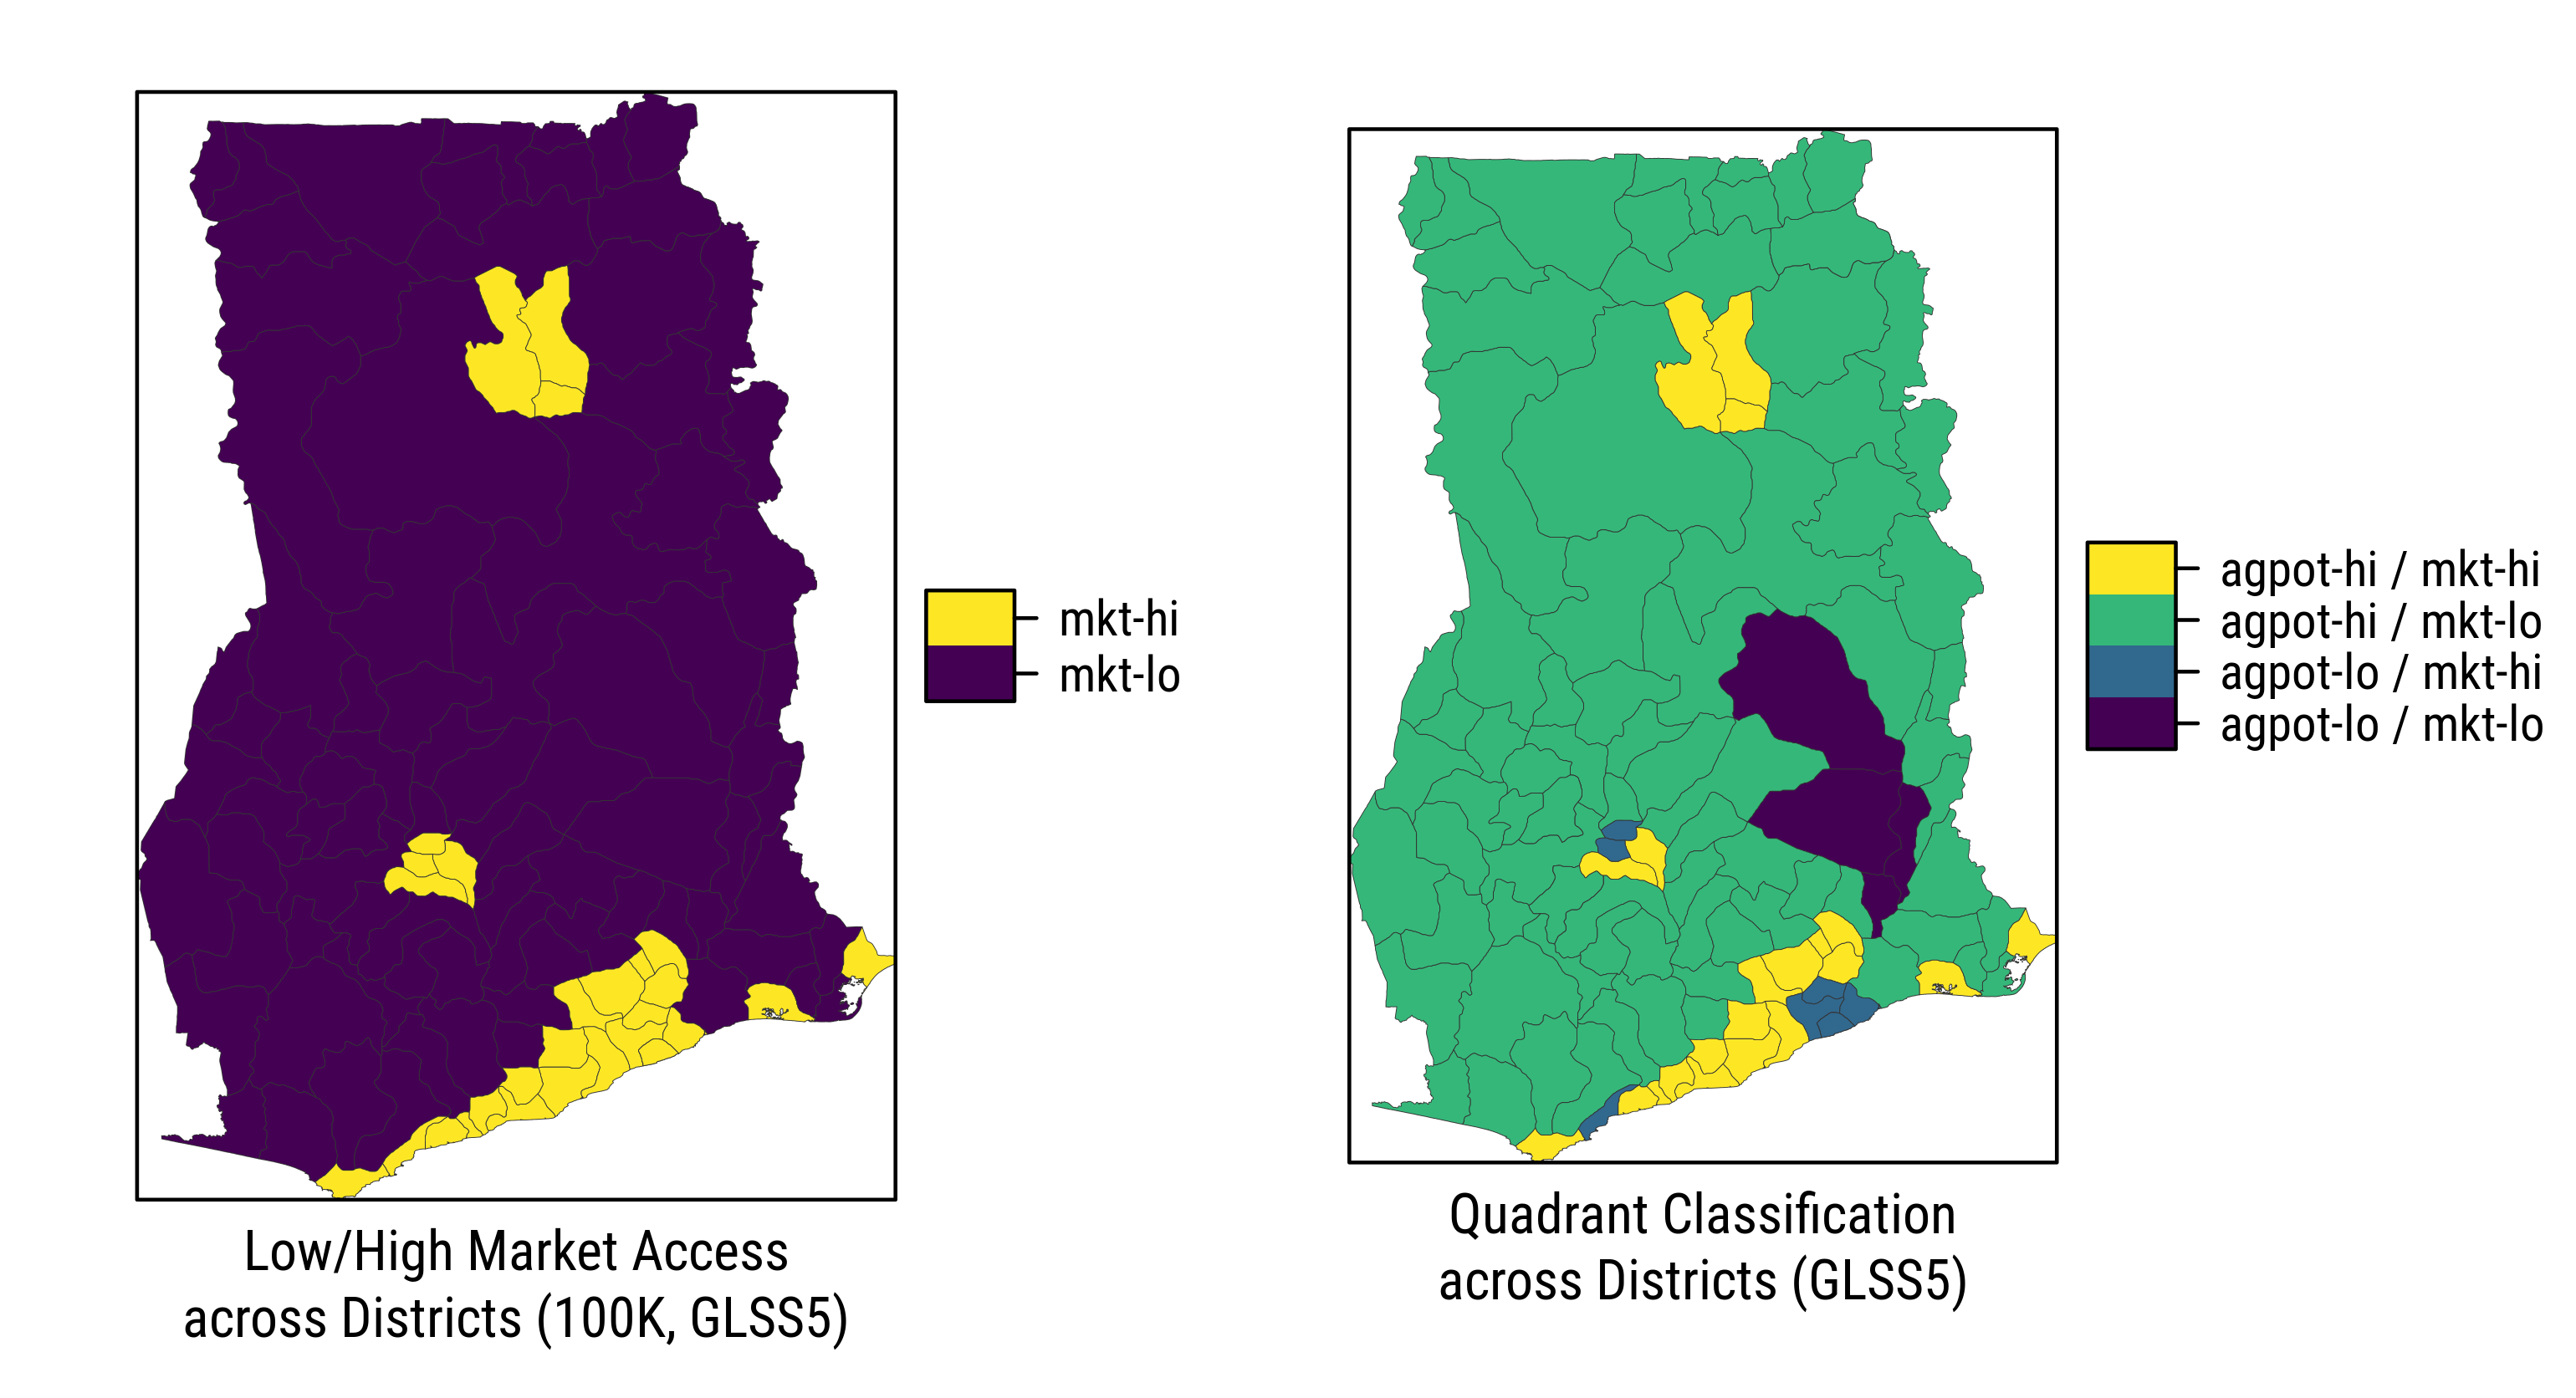 mkt-hi
mkt-lo
Low/High Market Access
across Districts (100K, GLSS5)
agpot-hi / mkt-hi
agpot-hi / mkt-lo
agpot-lo / mkt-hi
agpot-lo / mkt-lo
Quadrant Classification
across Districts (GLSS5)